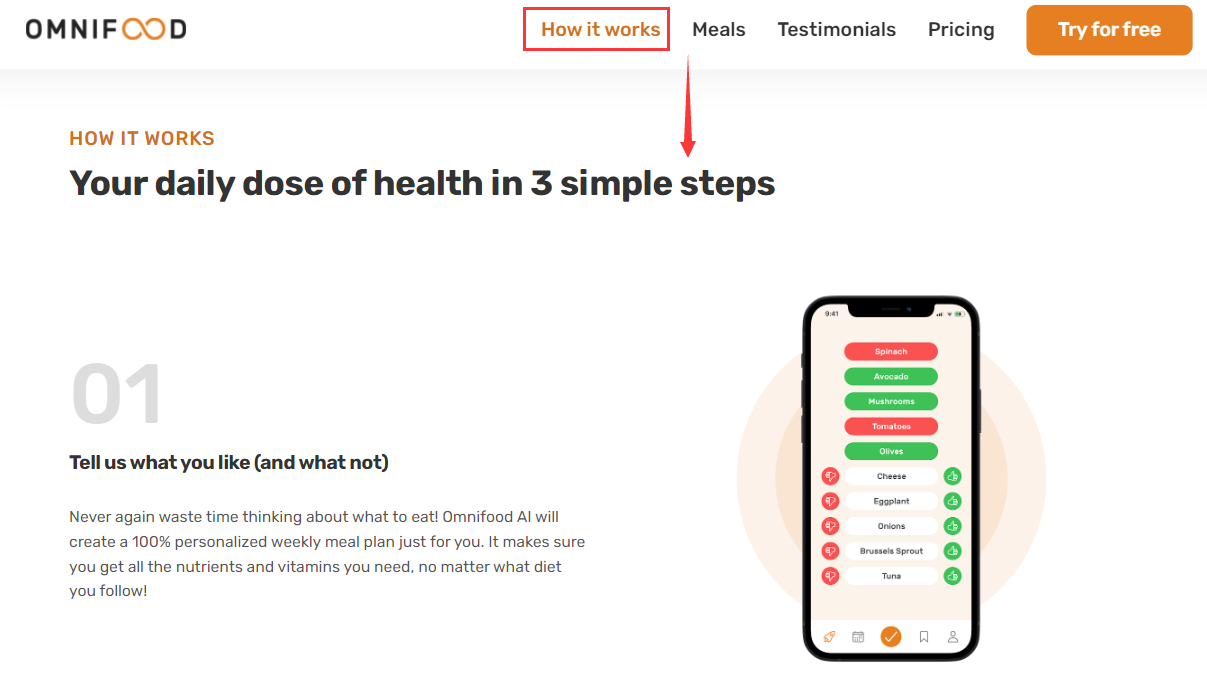 OMNIFOOD
How it works
Meals
Testimonials
Pricing
Try for free
HOW IT WORKS
Your daily dose of health in 3 simple steps
01
Tell us what you like (and what not)
Never again waste time thinking about what to eat! Omnifood AI will
create a 100% personalized weekly meal plan just for you. It makes sure
you get all the nutrients and vitamins you need, no matter what diet
you follow!
9:41
Spinach
Avocado
Mushrooms
Tomatoes
Olives
Cheese
Eggplant
Onions
Brussels Sprout
Tuna